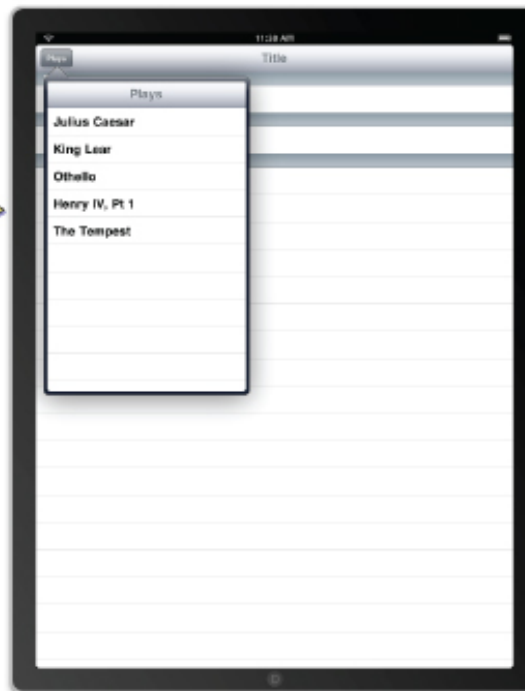 11:38 AM
Plays
Title
Plays
Julius Caesar
King Lear
Othello
Henry IV, Pt 1
The Tempest